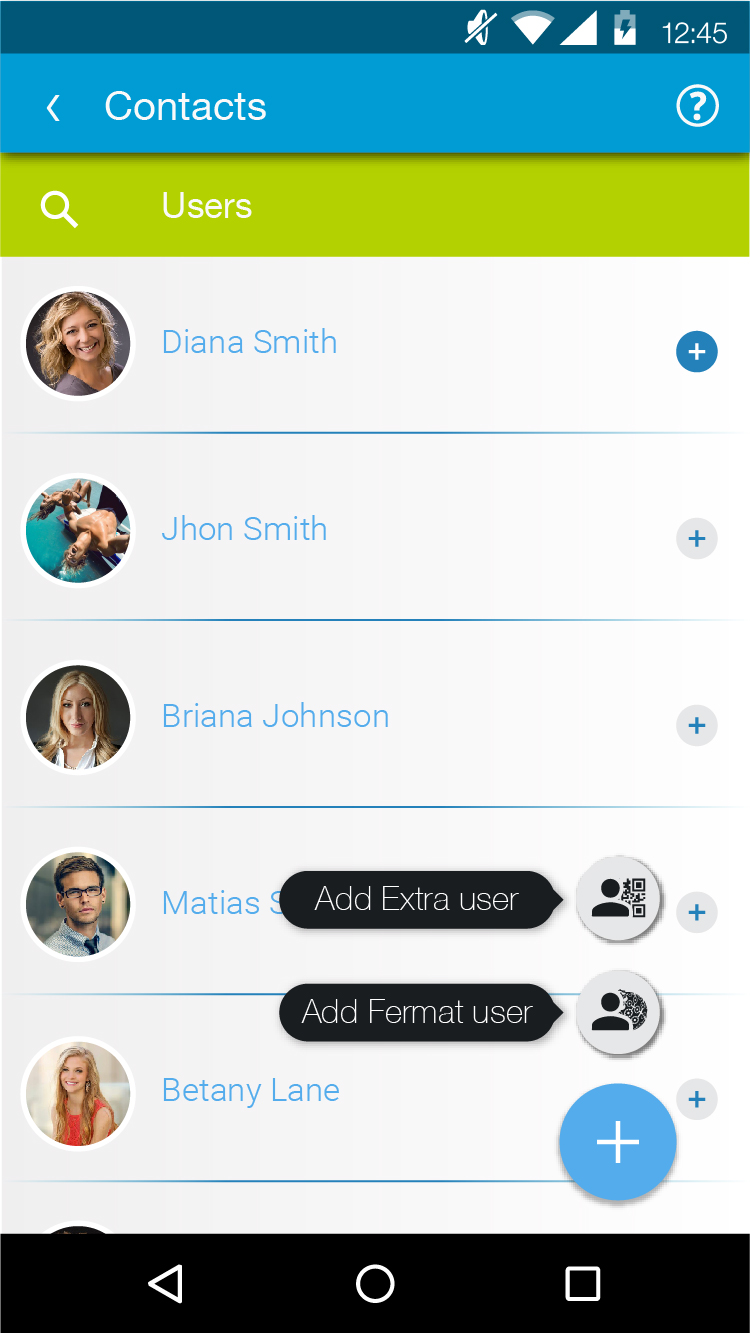 12:45
Contacts
Users
Diana Smith
Jhon Smith
Briana Johnson
Matias
Add Extra user
Add Fermat user
Betany Lane